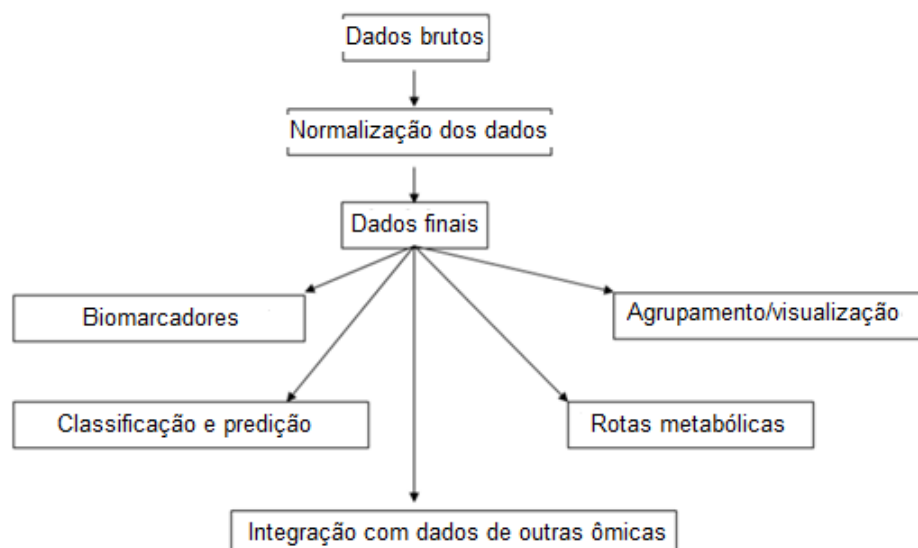 Dados brutos
Normalização dos dados
Dados finais
Biomarcadores
Agrupamento/visualização
Classificação e predição
Rotas metabólicas
Integração com dados de outras ômicas